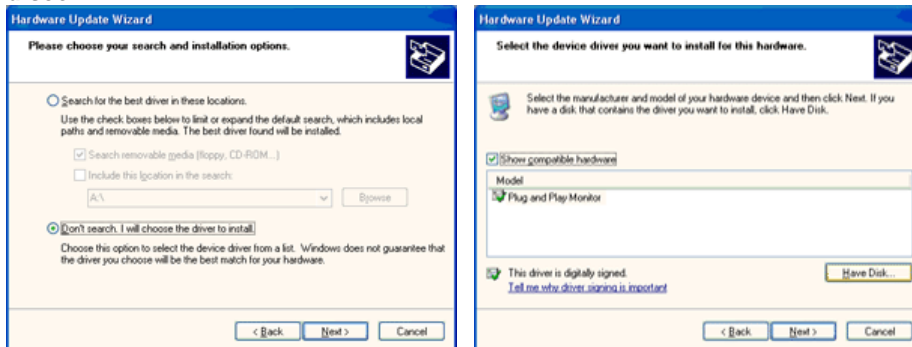 Hardware Update Wizard
Please choose your search and installation options.
Search for the best driver in these locations.
Use the check boxes below to limit or expand the default search, which includes local
paths and removable media. The best driver found will be installed.
Search removable media (floppy, CD-ROM...)
Include this location in the search:
A:\
Browse
Don't search. I will choose the driver to install.
Choose this option to select the device driver from a list. Windows does not guarantee that
the driver you choose will be the best match for your hardware.
< Back
Next >
Cancel
Hardware Update Wizard
Select the device driver you want to install for this hardware.
Select the manufacturer and model of your hardware device and then click Next. If you
have a disk that contains the driver you want to install, click Have Disk.
Show compatible hardware
Model
Plug and Play Monitor
This driver is digitally signed.
Have Disk...
Tell me why driver signing is important
< Back
Next >
Cancel